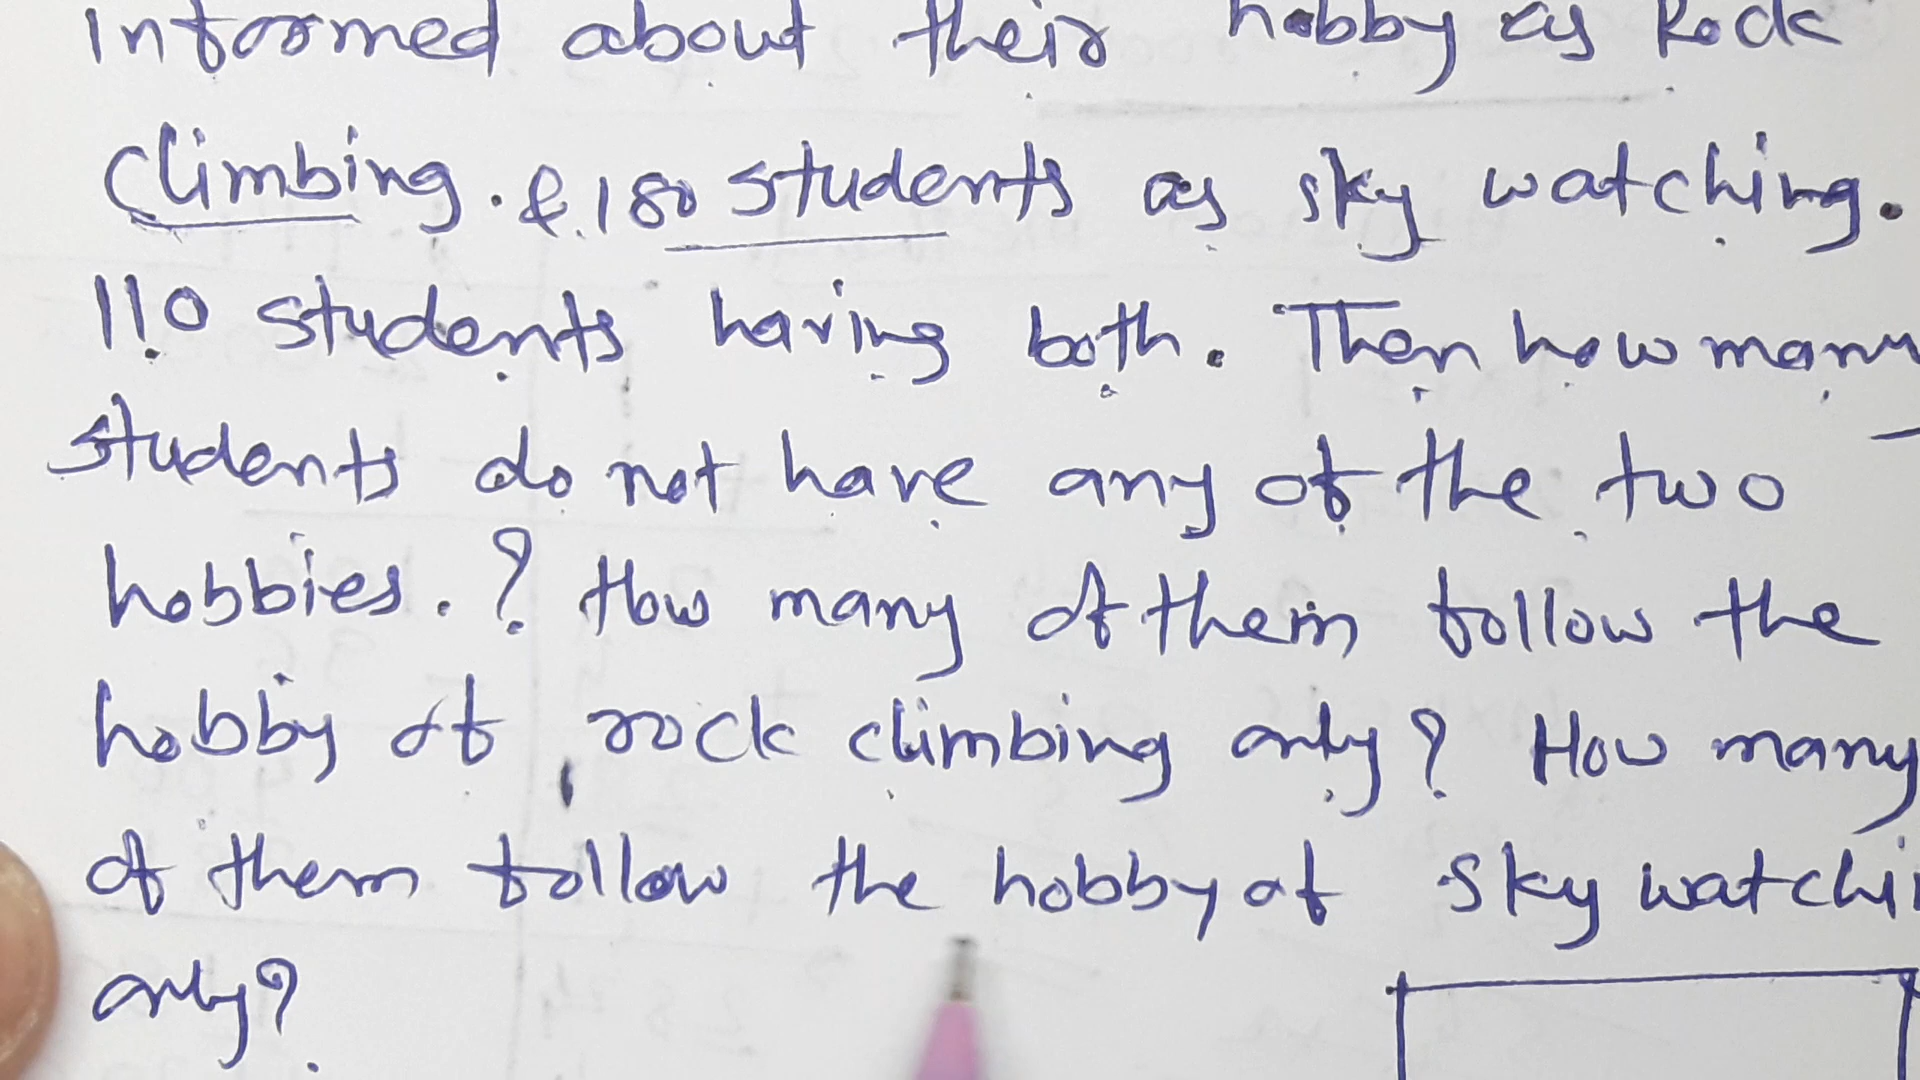 Informed about their hobby as Rock
Climbing. & 180 students as sky watching.
110 students having both. Then how many
students do not have any of the two
hobbies. ? How many of them follow the
hobby of rock climbing only? How many
of them follow the hobby of sky watchi
only?